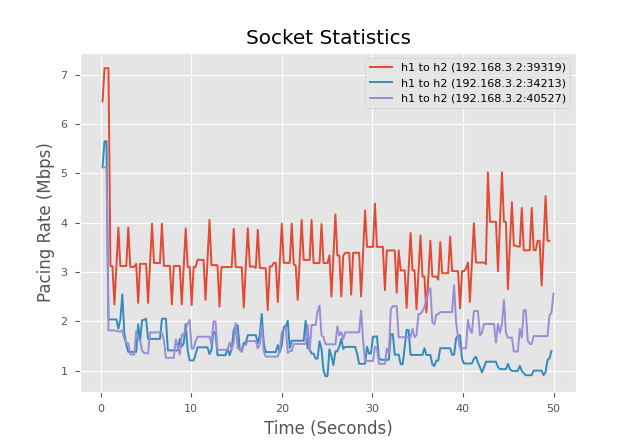 Socket Statistics
h1 to h2 (192.168.3.2:39319)
h1 to h2 (192.168.3.2:34213)
h1 to h2 (192.168.3.2:40527)
Pacing Rate (Mbps)
7
6
5
4
3
2
1
0
10
20
30
40
50
Time (Seconds)